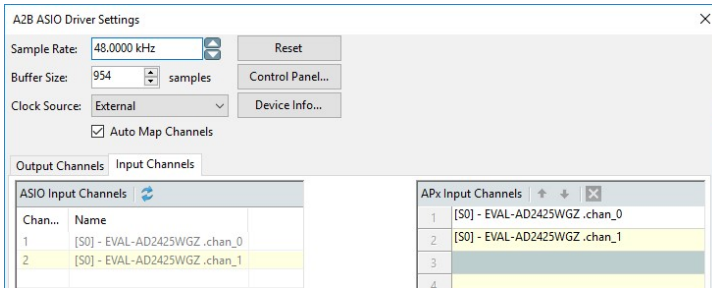 A2B ASIO Driver Settings
Sample Rate: 48.0000 kHz Reset
Buffer Size: 954 samples Control Panel...
Clock Source: External Device Info...
Auto Map Channels
Output Channels Input Channels
ASIO Input Channels APx Input Channels
Chan... Name
1 [S0] - EVAL-AD2425WGZ .chan_0
2 [S0] - EVAL-AD2425WGZ .chan_1
1 [S0] - EVAL-AD2425WGZ .chan_0
2 [S0] - EVAL-AD2425WGZ .chan_1
3
4